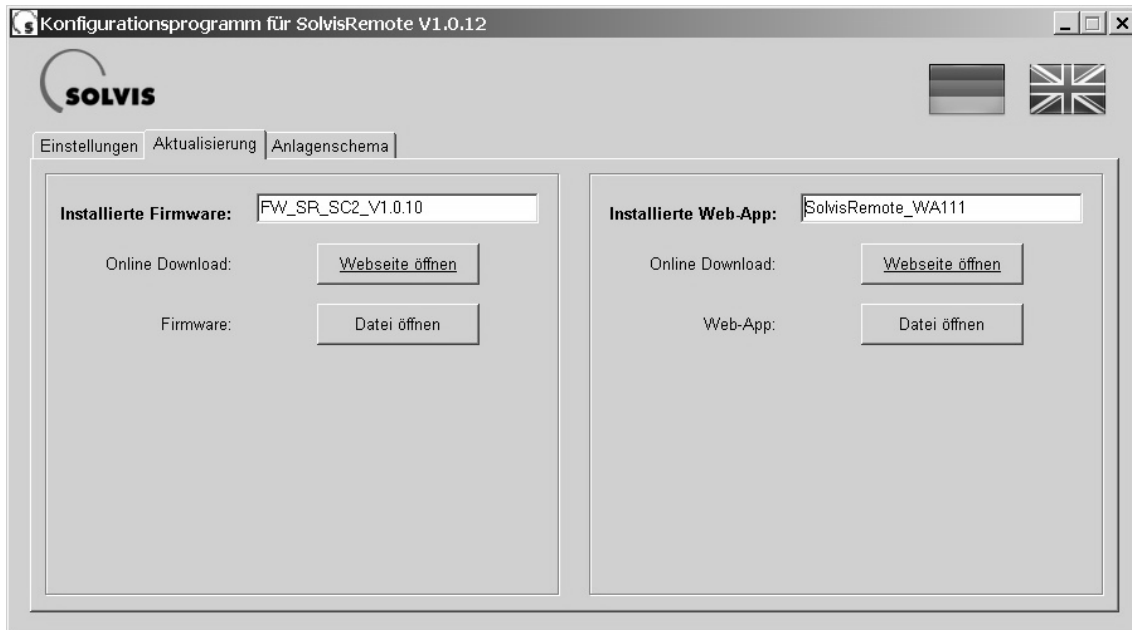 Konfigurationsprogramm für SolvisRemote V1.0.12
SOLVIS
Einstellungen Aktualisierung Anlagenschema
Installierte Firmware: FW_SR_SC2_V1.0.10
Online Download: Webseite öffnen
Firmware: Datei öffnen
Installierte Web-App: SolvisRemote_WA111
Online Download: Webseite öffnen
Web-App: Datei öffnen